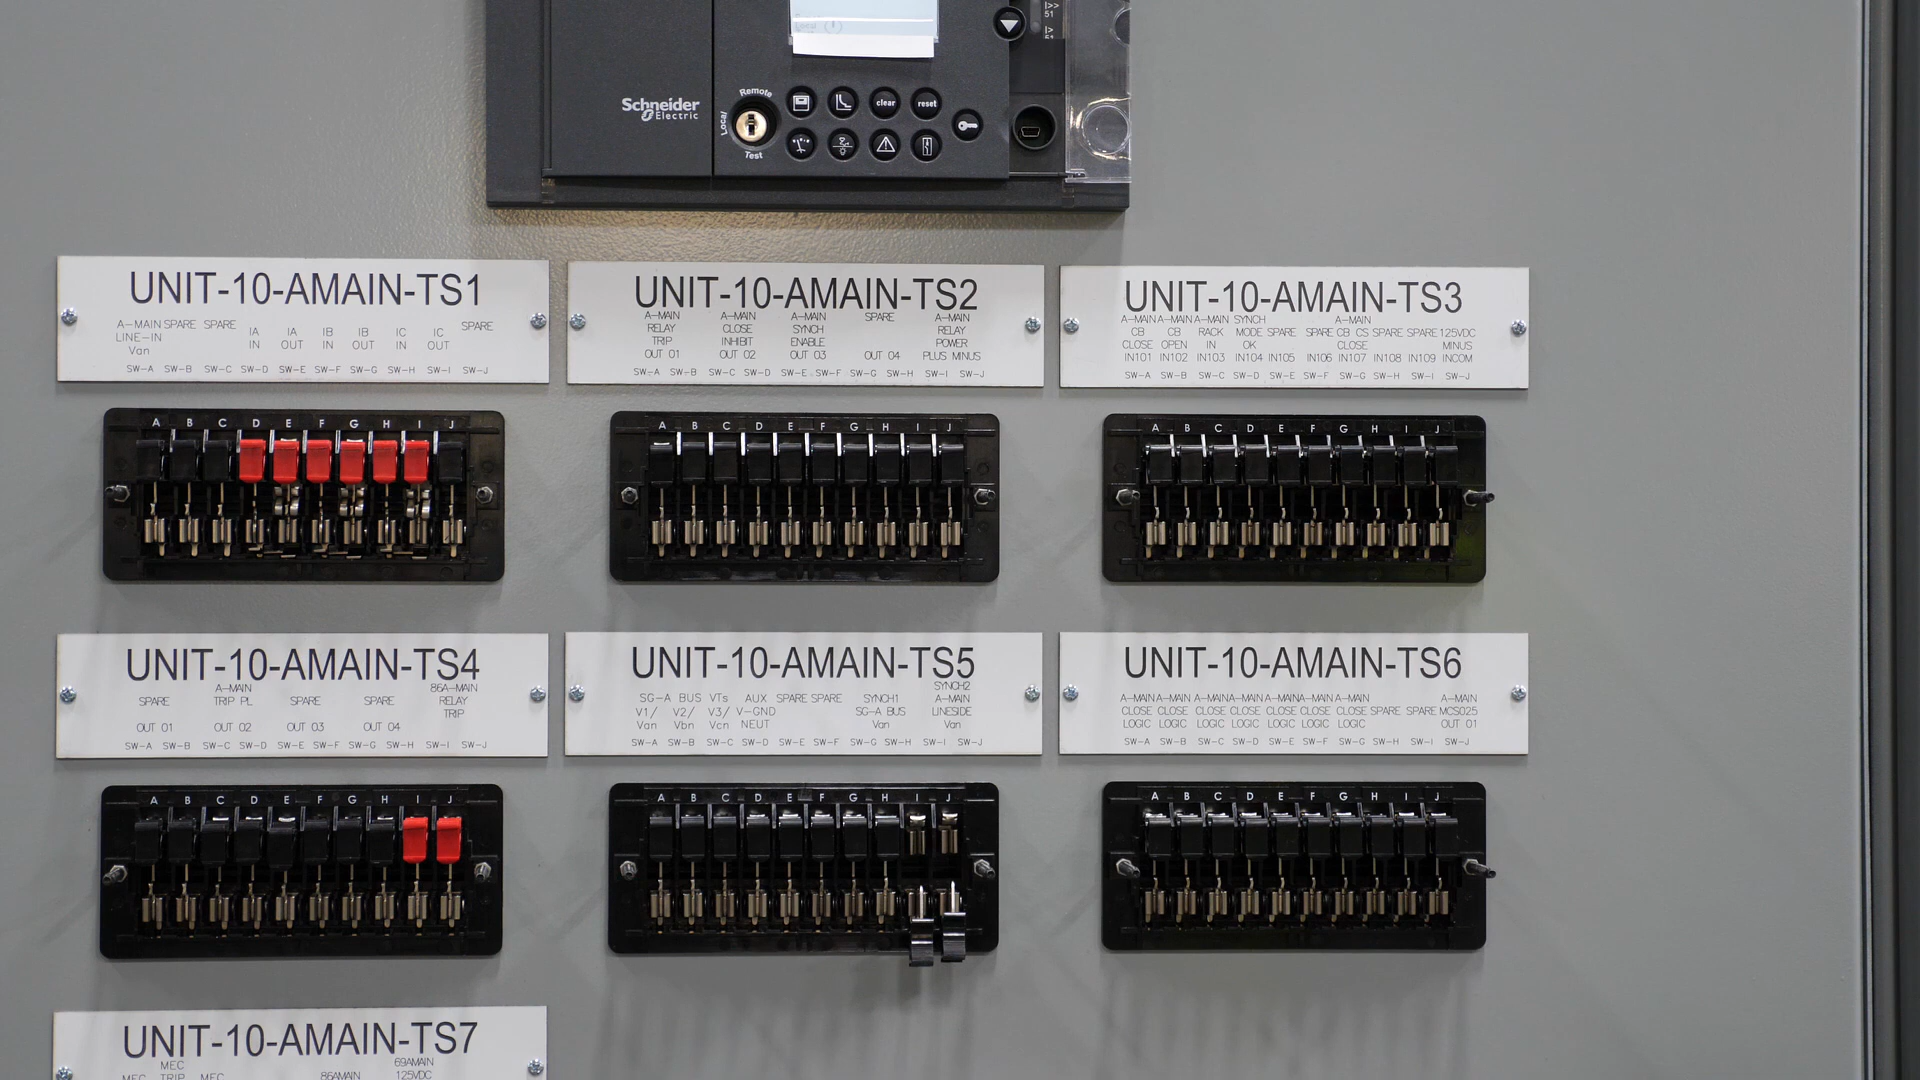 I>>
51
I>
51
Local
Remote
Schneider
Electric
Local
clear
reset
Test
UNIT-10-AMAIN-TS1
A-MAIN SPARE SPARE IA IA IB IB IC IC SPARE
LINE-IN IN OUT IN OUT IN OUT
Van
SW-A SW-B SW-C SW-D SW-E SW-F SW-G SW-H SW-I SW-J
UNIT-10-AMAIN-TS2
A-MAIN A-MAIN A-MAIN SPARE A-MAIN
RELAY CLOSE SYNCH RELAY
TRIP INHIBIT ENABLE POWER
OUT 01 OUT 02 OUT 03 OUT 04 PLUS MINUS
SW-A SW-B SW-C SW-D SW-E SW-F SW-G SW-H SW-I SW-J
UNIT-10-AMAIN-TS3
A-MAIN A-MAIN A-MAIN SYNCH A-MAIN
CB CB RACK MODE SPARE SPARE CB CS SPARE SPARE 125VDC
CLOSE OPEN IN OK CLOSE MINUS
IN101 IN102 IN103 IN104 IN105 IN106 IN107 IN108 IN109 INCOM
SW-A SW-B SW-C SW-D SW-E SW-F SW-G SW-H SW-I SW-J
A B C D E F G H I J
A B C D E F G H I J
A B C D E F G H I J
UNIT-10-AMAIN-TS4
SPARE A-MAIN SPARE SPARE 86A-MAIN
TRIP PL RELAY
TRIP
OUT 01 OUT 02 OUT 03 OUT 04
SW-A SW-B SW-C SW-D SW-E SW-F SW-G SW-H SW-I SW-J
UNIT-10-AMAIN-TS5
SYNCH2
SG-A BUS VTs AUX SPARE SPARE SYNCH1 A-MAIN
V1/ V2/ V3/ V-GND SG-A BUS LINESIDE
Van Vbn Vcn NEUT Van Van
SW-A SW-B SW-C SW-D SW-E SW-F SW-G SW-H SW-I SW-J
UNIT-10-AMAIN-TS6
A-MAIN A-MAIN A-MAIN A-MAIN A-MAIN A-MAIN A-MAIN A-MAIN
CLOSE CLOSE CLOSE CLOSE CLOSE CLOSE CLOSE SPARE SPARE MCS025
LOGIC LOGIC LOGIC LOGIC LOGIC LOGIC LOGIC OUT 01
SW-A SW-B SW-C SW-D SW-E SW-F SW-G SW-H SW-I SW-J
A B C D E F G H I J
A B C D E F G H I J
A B C D E F G H I J
UNIT-10-AMAIN-TS7
MEC 69AMAIN
MEC TRIP MEC 86AMAIN 125VDC